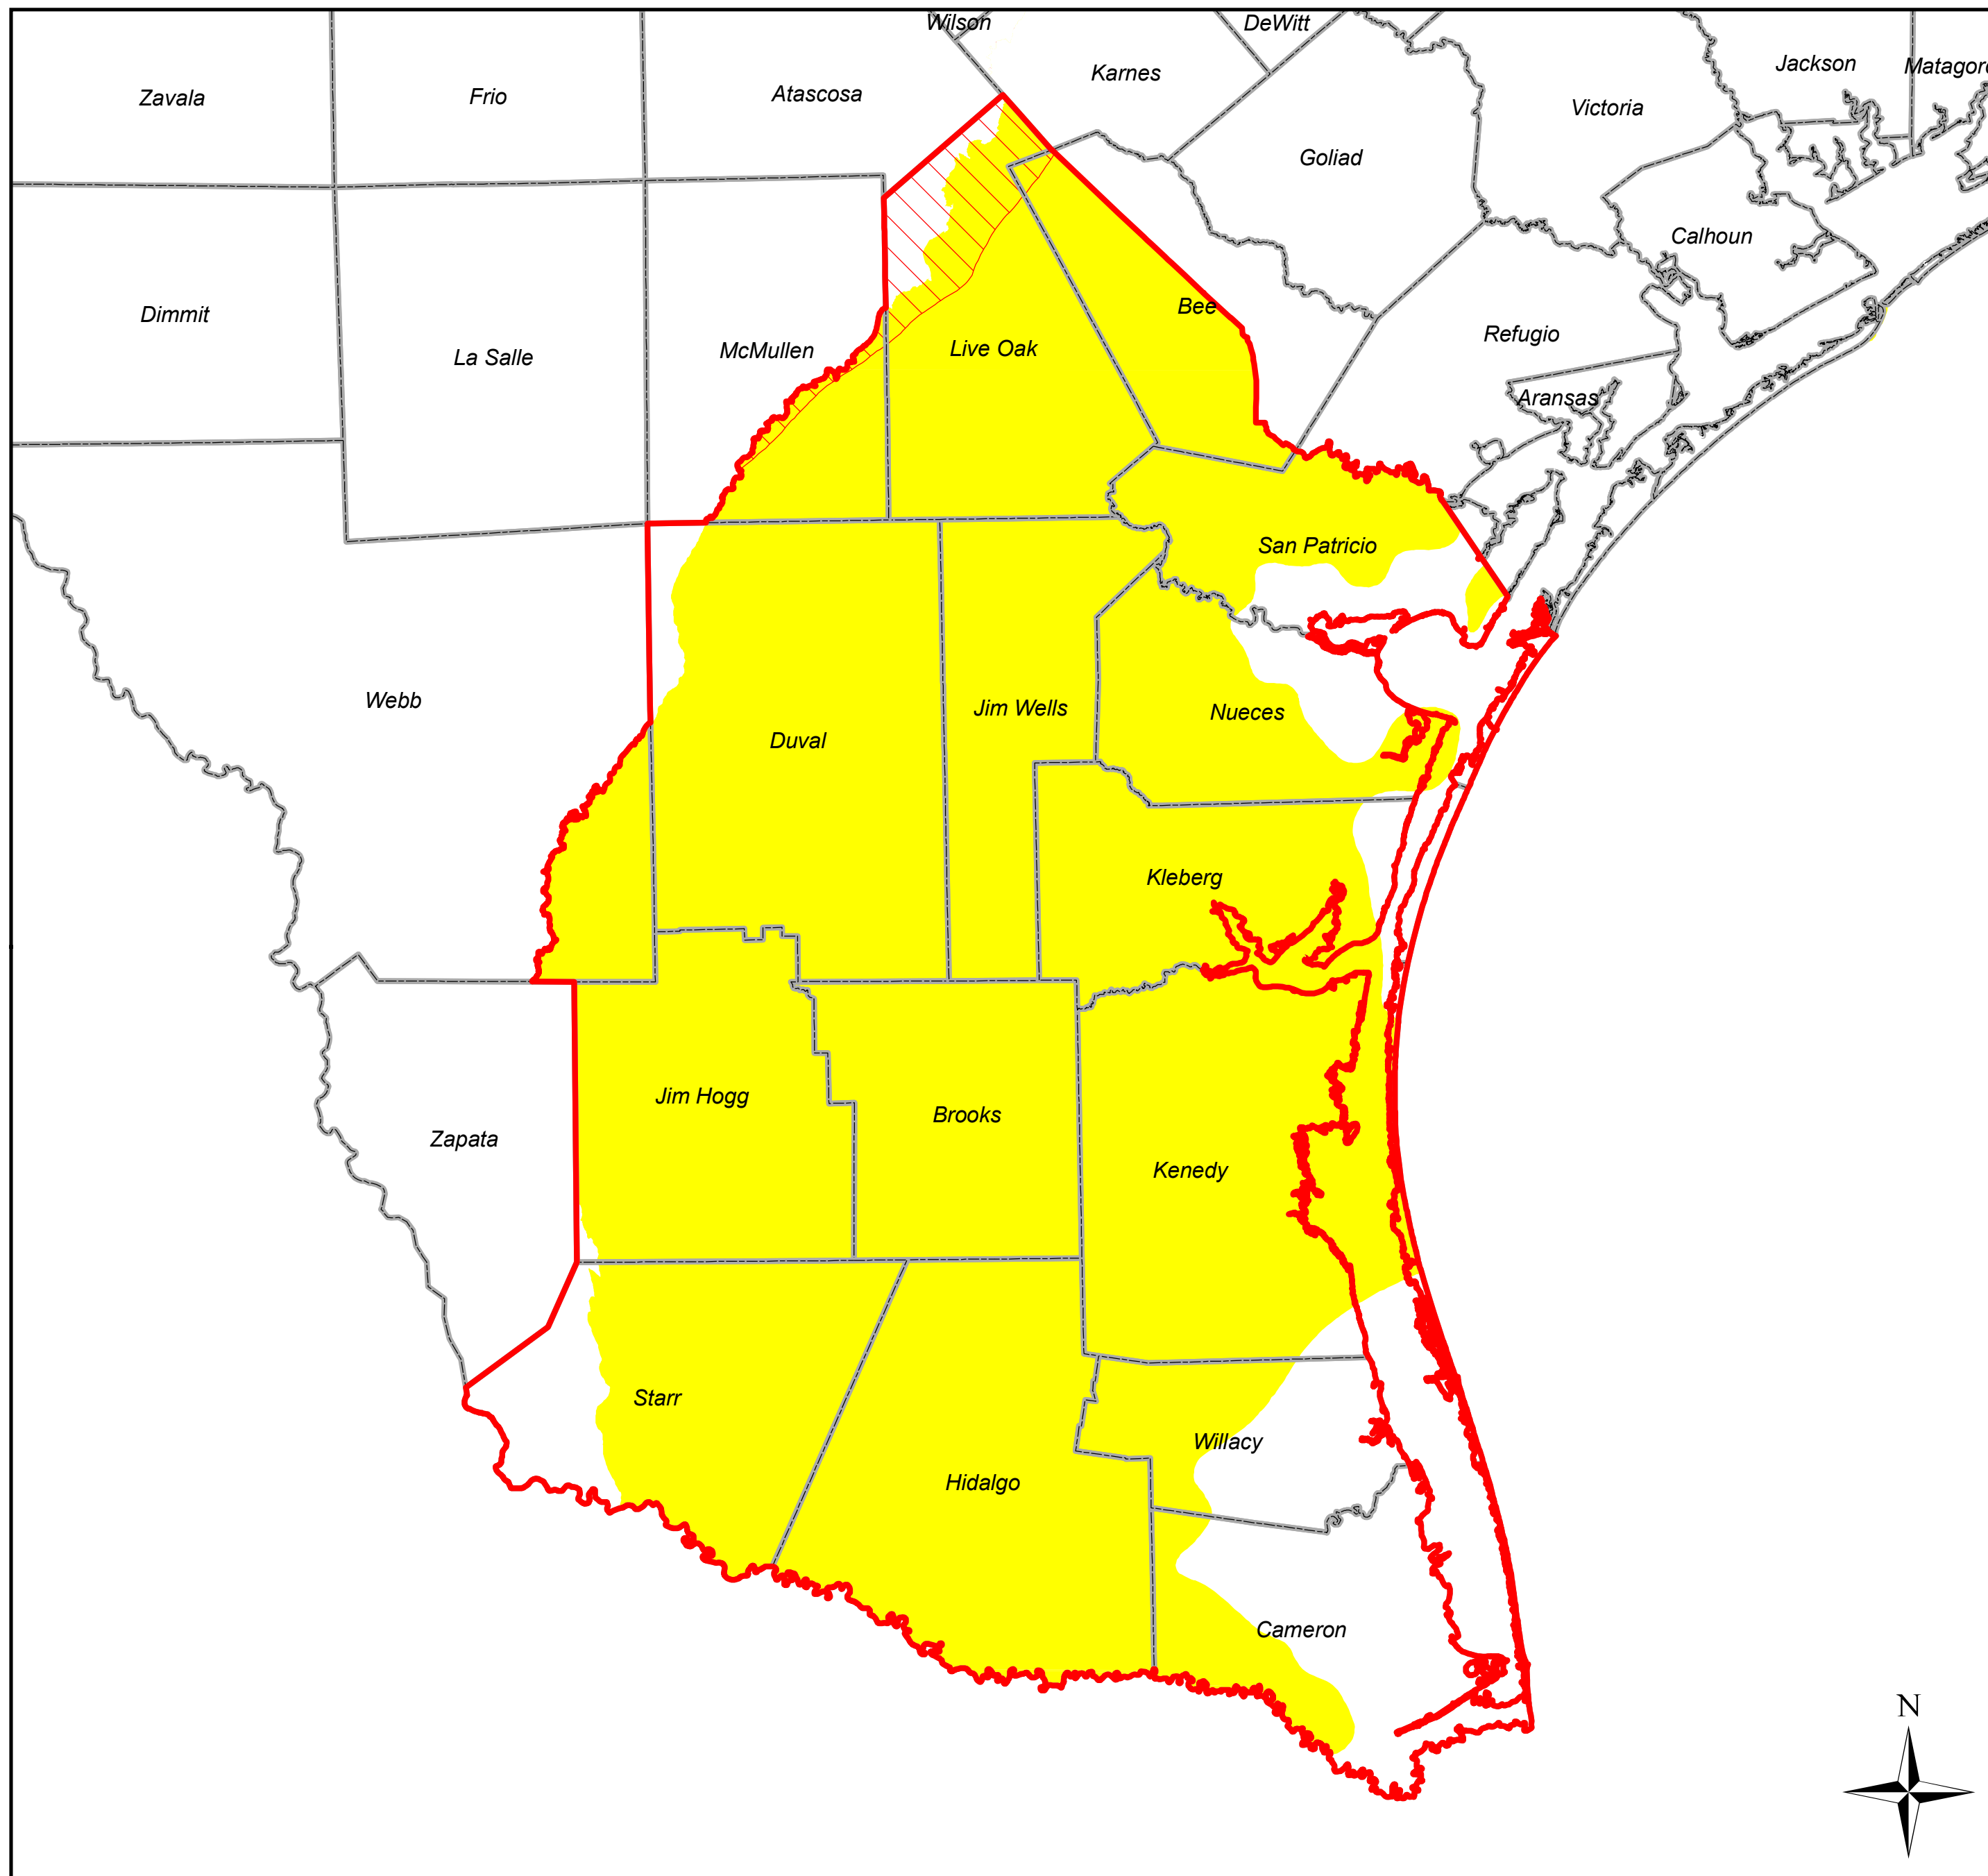 Wilson
DeWitt
Karnes
Jackson
Matagor
Zavala
Frio
Atascosa
Victoria
Goliad
Calhoun
Dimmit
Bee
Refugio
La Salle
McMullen
Live Oak
Aransas
San Patricio
Webb
Jim Wells
Nueces
Duval
Kleberg
Jim Hogg
Brooks
Zapata
Kenedy
Starr
Willacy
Hidalgo
Cameron
N